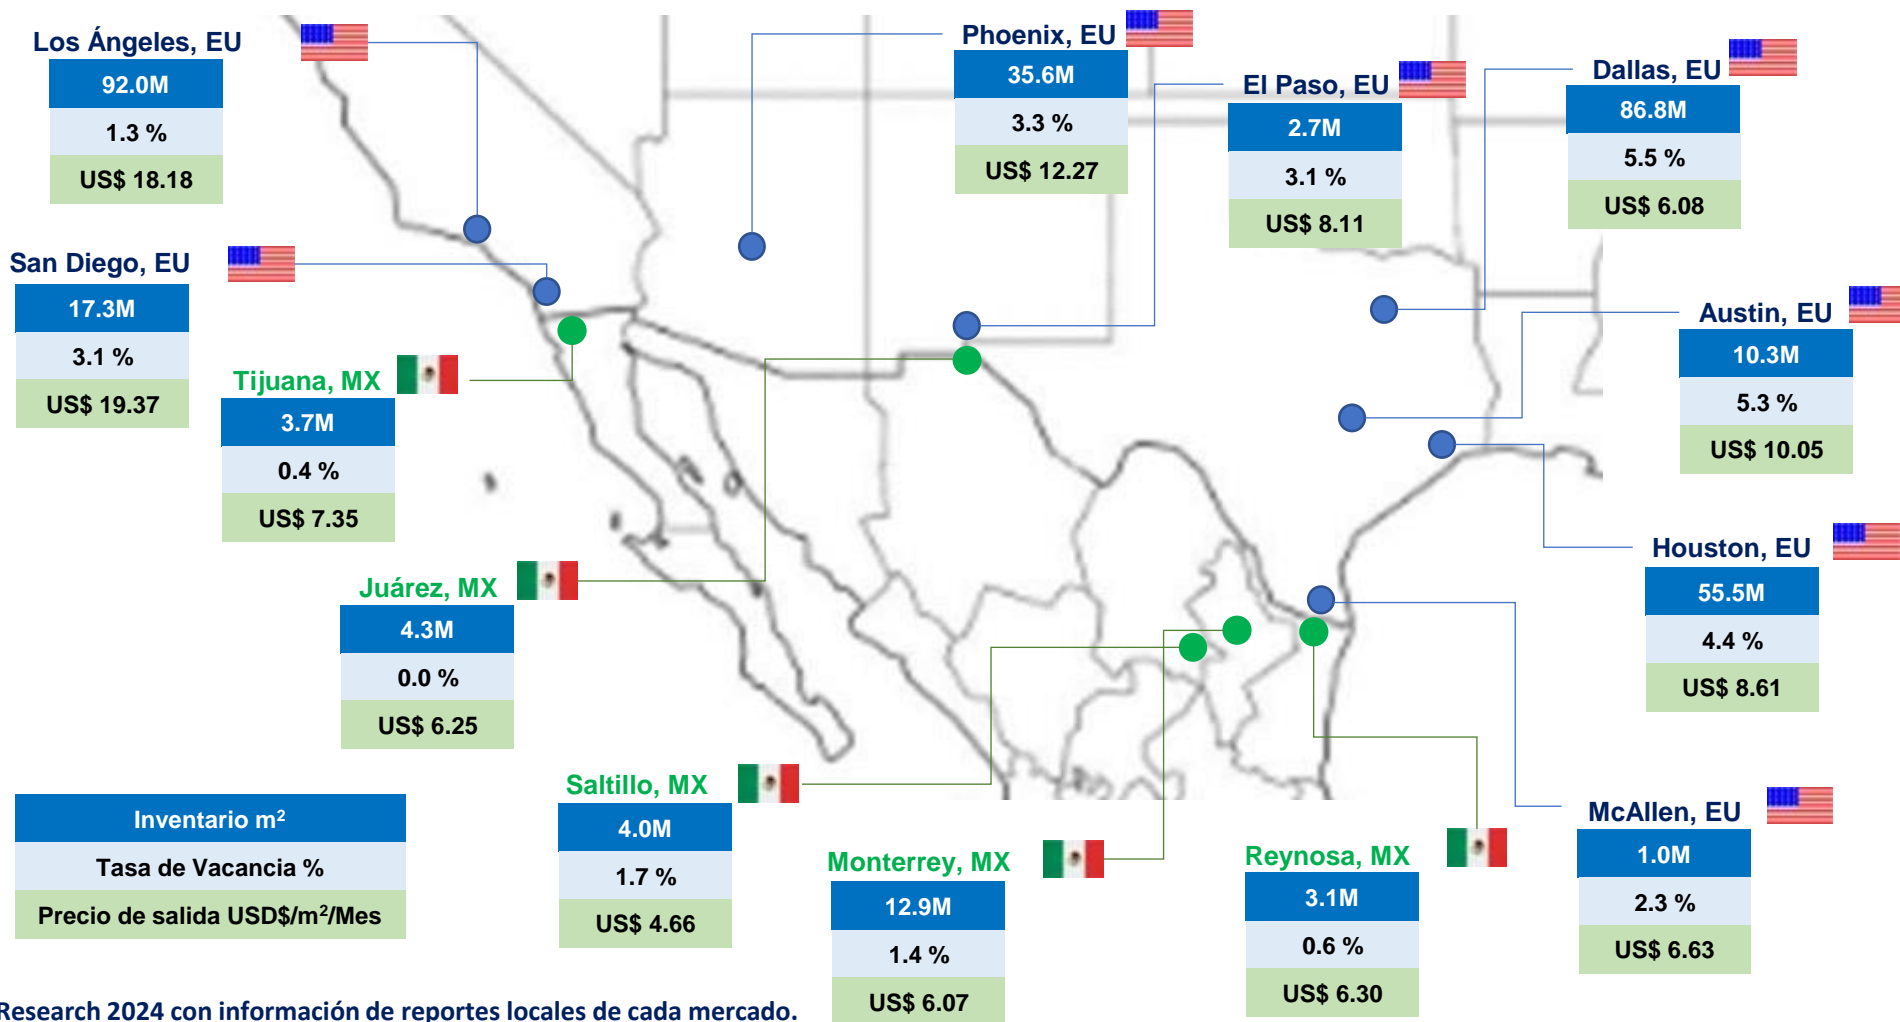 Los Ángeles, EU
92.0M
1.3 %
US$ 18.18
Phoenix, EU
35.6M
3.3 %
US$ 12.27
El Paso, EU
2.7M
3.1 %
US$ 8.11
Dallas, EU
86.8M
5.5 %
US$ 6.08
San Diego, EU
17.3M
3.1 %
US$ 19.37
Tijuana, MX
3.7M
0.4 %
US$ 7.35
Austin, EU
10.3M
5.3 %
US$ 10.05
Juárez, MX
4.3M
0.0 %
US$ 6.25
Houston, EU
55.5M
4.4 %
US$ 8.61
Saltillo, MX
4.0M
1.7 %
US$ 4.66
Monterrey, MX
12.9M
1.4 %
US$ 6.07
Reynosa, MX
3.1M
0.6 %
US$ 6.30
McAllen, EU
1.0M
2.3 %
US$ 6.63
Inventario m²
Tasa de Vacancia %
Precio de salida USD$/m²/Mes
Research 2024 con información de reportes locales de cada mercado.